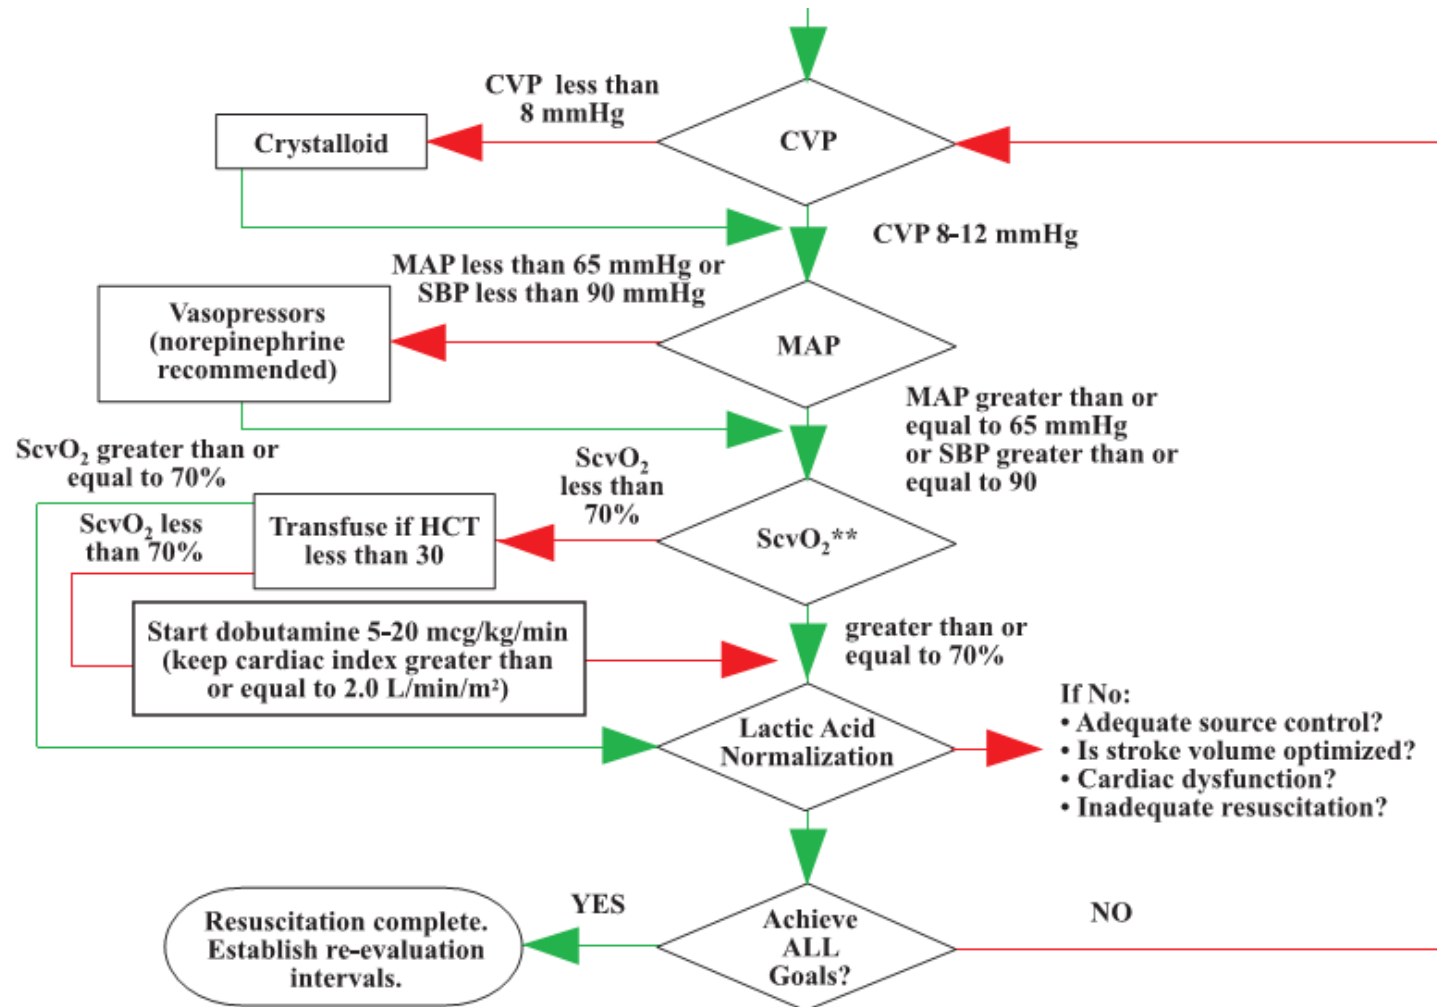 CVP less than
8 mmHg
Crystalloid
CVP
CVP 8-12 mmHg
MAP less than 65 mmHg or
SBP less than 90 mmHg
Vasopressors
(norepinephrine
recommended)
MAP
MAP greater than or
equal to 65 mmHg
or SBP greater than or
equal to 90
ScvO₂ greater than or
equal to 70%
ScvO₂
less than
70%
ScvO₂ less
than 70%
Transfuse if HCT
less than 30
ScvO₂**
Start dobutamine 5-20 mcg/kg/min
(keep cardiac index greater than
or equal to 2.0 L/min/m²)
greater than or
equal to 70%
Lactic Acid
Normalization
If No:
• Adequate source control?
• Is stroke volume optimized?
• Cardiac dysfunction?
• Inadequate resuscitation?
Resuscitation complete.
Establish re-evaluation
intervals.
YES
Achieve
ALL
Goals?
NO